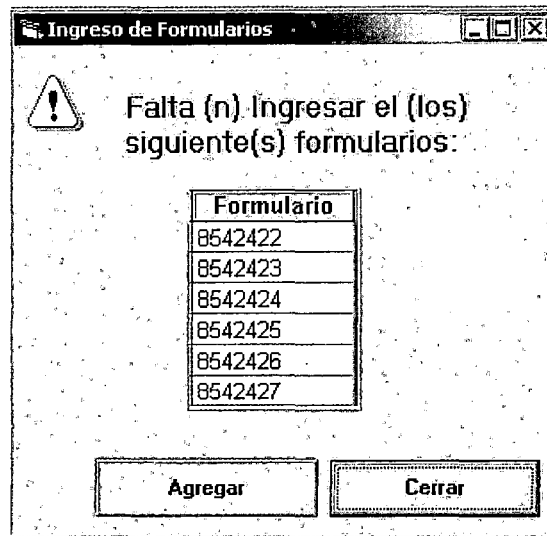 Ingreso de Formularios
Falta (n) Ingresar el (los)
siguiente(s) formularios:
Formulario
8542422
8542423
8542424
8542425
8542426
8542427
Agregar
Cerrar